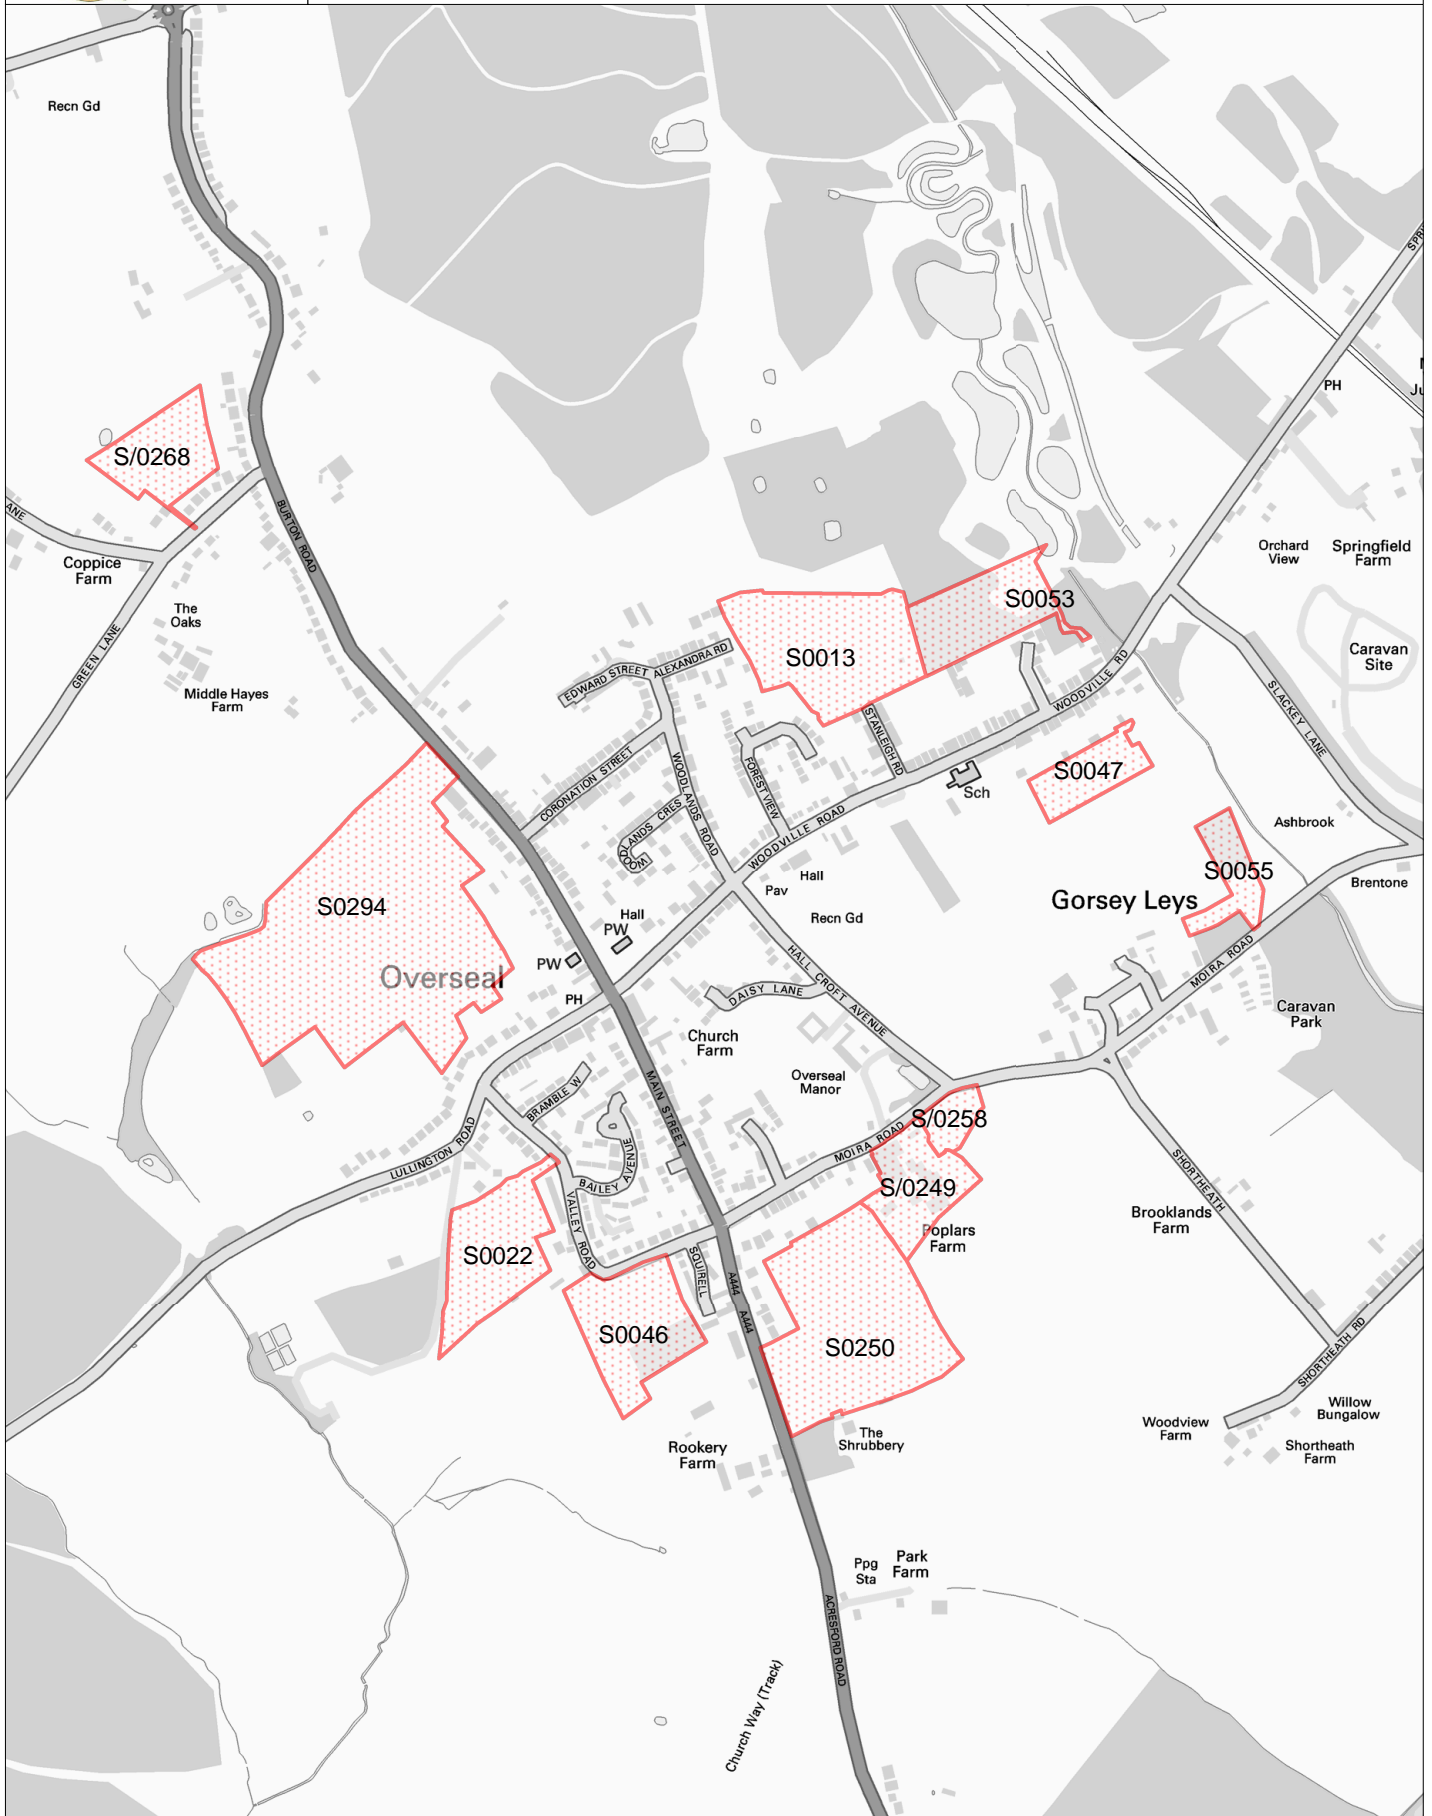 Recn Gd
SPRI
PH
Ju
S/0268
BURTON ROAD
ANE
Coppice
Farm
Orchard
View
Springfield
Farm
The
Oaks
S0053
GREEN LANE
EDWARD STREET
ALEXANDRA RD
S0013
WOODVILLE RD
Caravan
Site
Middle Hayes
Farm
STANLEIGH RD
SLACKEY LANE
CORONATION STREET
WOODLANDS ROAD
FOREST VIEW
S0047
Sch
WOODLANDS CRES
WOODVILLE ROAD
Ashbrook
S0055
Hall
Pav
Brentone
S0294
Gorsey Leys
Hall
PW
Recn Gd
PW
Overseal
HALL CROFT AVENUE
MOIRA ROAD
PH
DAISY LANE
Caravan
Park
Church
Farm
Overseal
Manor
BRAMBLE W
MAIN STREET
S/0258
MOIRA ROAD
LULLINGTON ROAD
BAILEY AVENUE
S/0249
SHORTHEATH
VALLEY ROAD
Brooklands
Farm
Poplars
Farm
S0022
SQUIRELL
A444
A444
S0046
S0250
SHORTHEATH RD
Willow
Bungalow
Woodview
Farm
The
Shrubbery
Rookery
Farm
Shortheath
Farm
Ppg
Sta
Park
Farm
ACRESFORD ROAD
Church Way (Track)